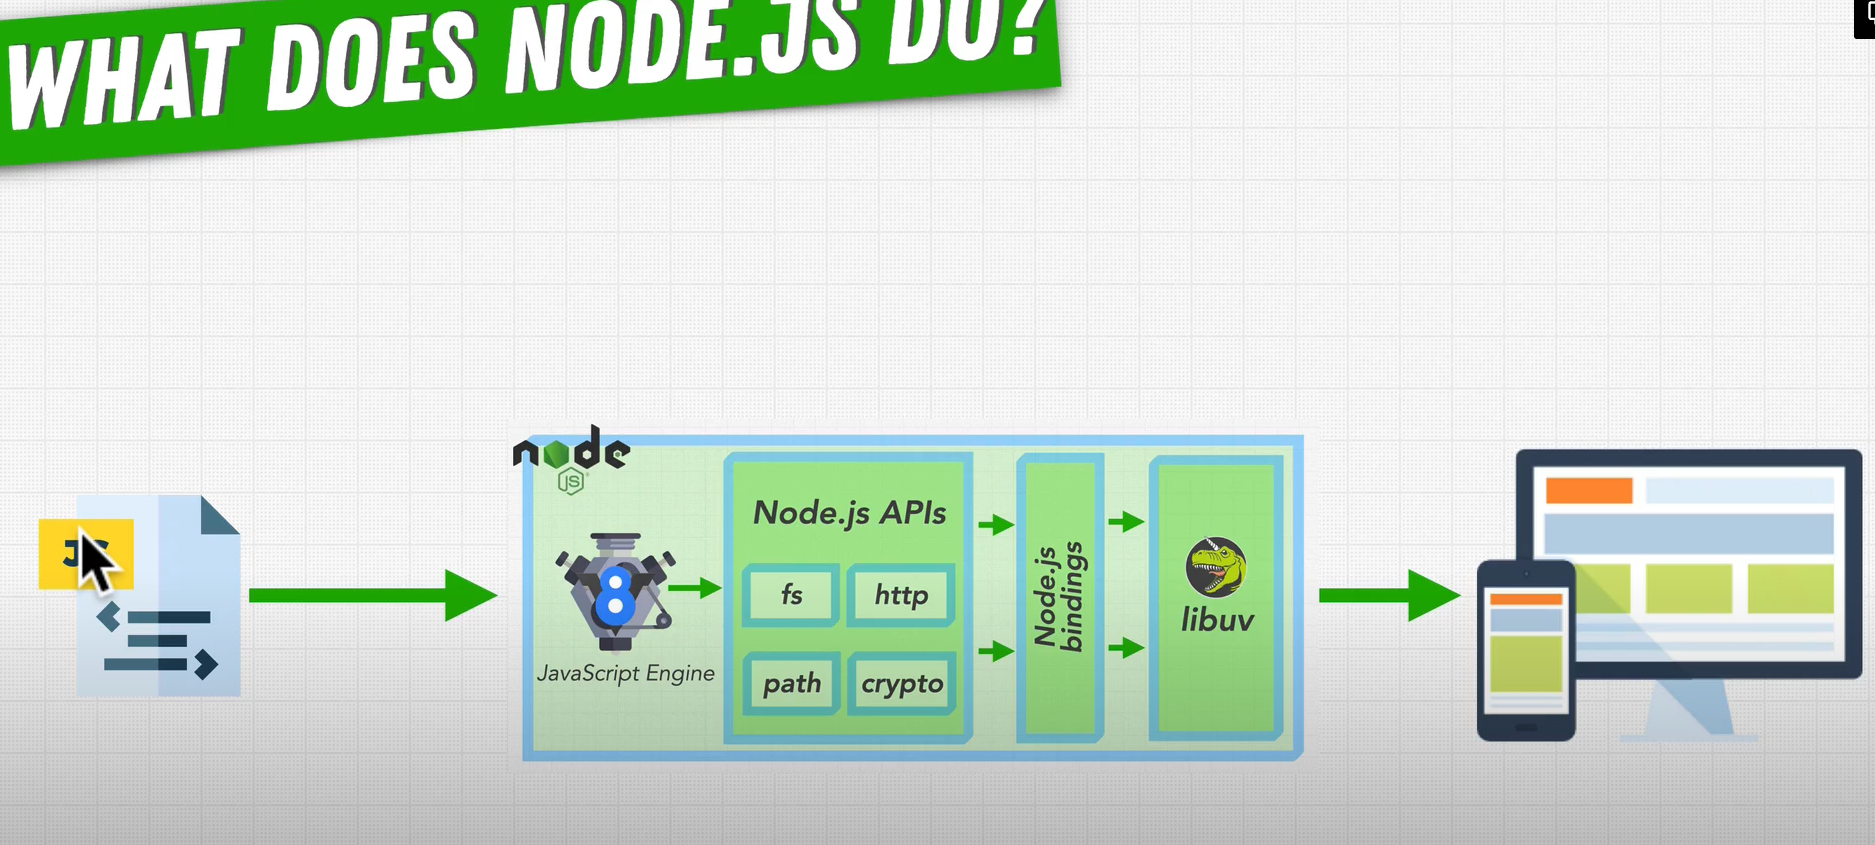 WHAT DOES NODE.JS DO?
node
JS
JS
8
JavaScript Engine
Node.js APIs
fs
http
path
crypto
Node.js
bindings
libuv